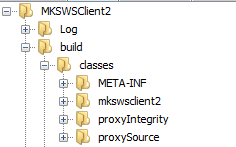 MKSWSClient2
Log
build
classes
META-INF
mkswsclient2
proxyIntegrity
proxySource